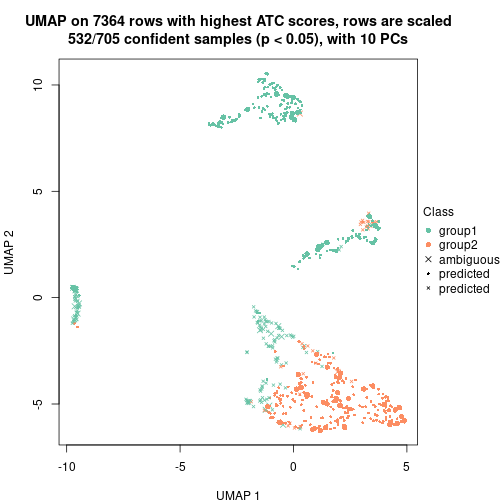 UMAP on 7364 rows with highest ATC scores, rows are scaled
532/705 confident samples (p < 0.05), with 10 PCs
10
5
0
-5
UMAP 2
-10
-5
0
5
UMAP 1
Class
group1
group2
ambiguous
predicted
predicted